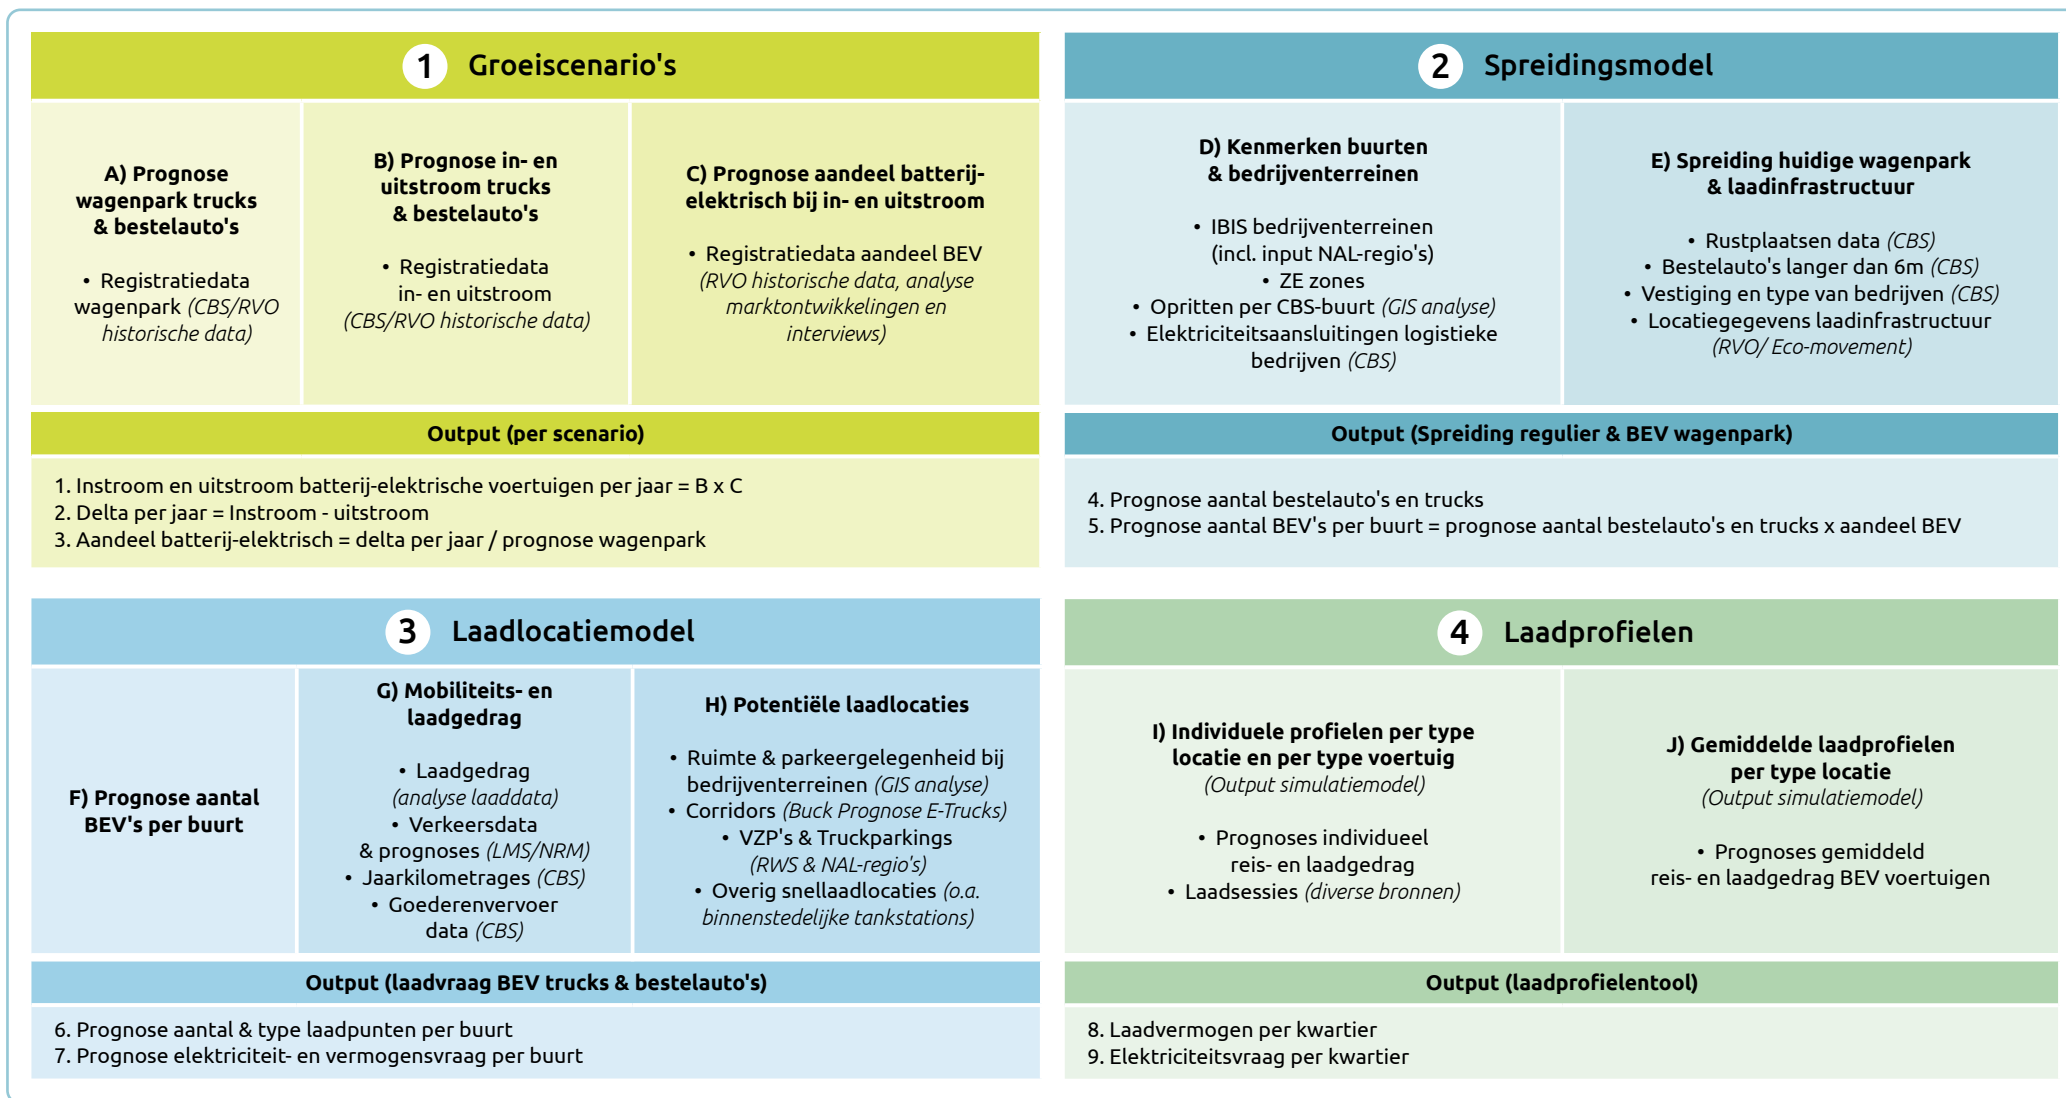 1 Groeiscenario's
A) Prognose
wagenpark trucks
& bestelauto's
• Registratiedata
wagenpark (CBS/RVO
historische data)
B) Prognose in- en
uitstroom trucks
& bestelauto's
• Registratiedata
in- en uitstroom
(CBS/RVO historische data)
C) Prognose aandeel batterij-
elektrisch bij in- en uitstroom
• Registratiedata aandeel BEV
(RVO historische data, analyse
marktontwikkelingen en
interviews)
Output (per scenario)
1. Instroom en uitstroom batterij-elektrische voertuigen per jaar = B x C
2. Delta per jaar = Instroom - uitstroom
3. Aandeel batterij-elektrisch = delta per jaar / prognose wagenpark
2 Spreidingsmodel
D) Kenmerken buurten
& bedrijventerreinen
• IBIS bedrijventerreinen
(incl. input NAL-regio's)
• ZE zones
• Opritten per CBS-buurt (GIS analyse)
• Elektriciteitsaansluitingen logistieke
bedrijven (CBS)
E) Spreiding huidige wagenpark
& laadinfrastructuur
• Rustplaatsen data (CBS)
• Bestelauto's langer dan 6m (CBS)
• Vestiging en type van bedrijven (CBS)
• Locatiegegevens laadinfrastructuur
(RVO/ Eco-movement)
Output (Spreiding regulier & BEV wagenpark)
4. Prognose aantal bestelauto's en trucks
5. Prognose aantal BEV's per buurt = prognose aantal bestelauto's en trucks x aandeel BEV
3 Laadlocatiemodel
F) Prognose aantal
BEV's per buurt
G) Mobiliteits- en
laadgedrag
• Laadgedrag
(analyse laaddata)
• Verkeersdata
& prognoses (LMS/NRM)
• Jaarkilometrages (CBS)
• Goederenvervoer
data (CBS)
H) Potentiële laadlocaties
• Ruimte & parkeergelegenheid bij
bedrijventerreinen (GIS analyse)
• Corridors (Buck Prognose E-Trucks)
• VZP's & Truckparkings
(RWS & NAL-regio's)
• Overig snellaadlocaties (o.a.
binnenstedelijke tankstations)
Output (laadvraag BEV trucks & bestelauto's)
6. Prognose aantal & type laadpunten per buurt
7. Prognose elektriciteit- en vermogensvraag per buurt
4 Laadprofielen
I) Individuele profielen per type
locatie en per type voertuig
(Output simulatiemodel)
• Prognoses individueel
reis- en laadgedrag
• Laadsessies (diverse bronnen)
J) Gemiddelde laadprofielen
per type locatie
(Output simulatiemodel)
• Prognoses gemiddeld
reis- en laadgedrag BEV voertuigen
Output (laadprofielentool)
8. Laadvermogen per kwartier
9. Elektriciteitsvraag per kwartier